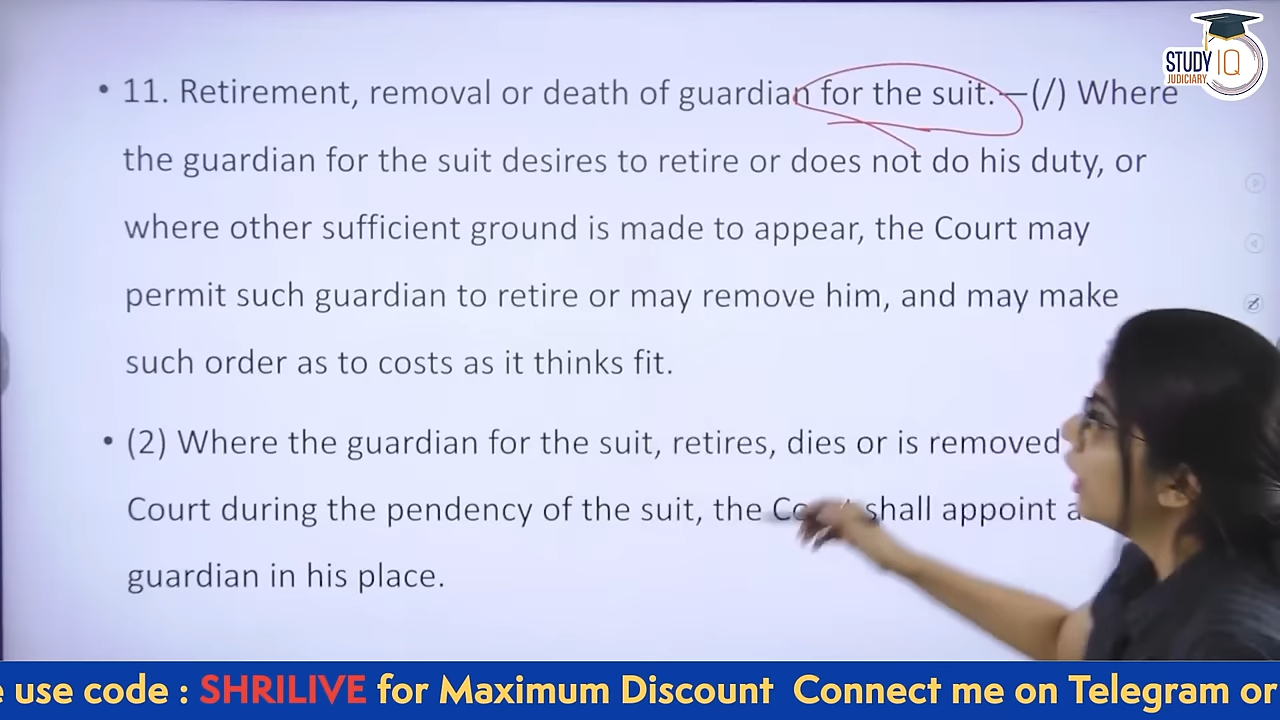 STUDY IQ
JUDICIARY
• 11. Retirement, removal or death of guardian for the suit.—(/) Where
the guardian for the suit desires to retire or does not do his duty, or
where other sufficient ground is made to appear, the Court may
permit such guardian to retire or may remove him, and may make
such order as to costs as it thinks fit.
• (2) Where the guardian for the suit, retires, dies or is removed
Court during the pendency of the suit, the shall appoint
guardian in his place.
use code : SHRILIVE for Maximum Discount Connect me on Telegram or